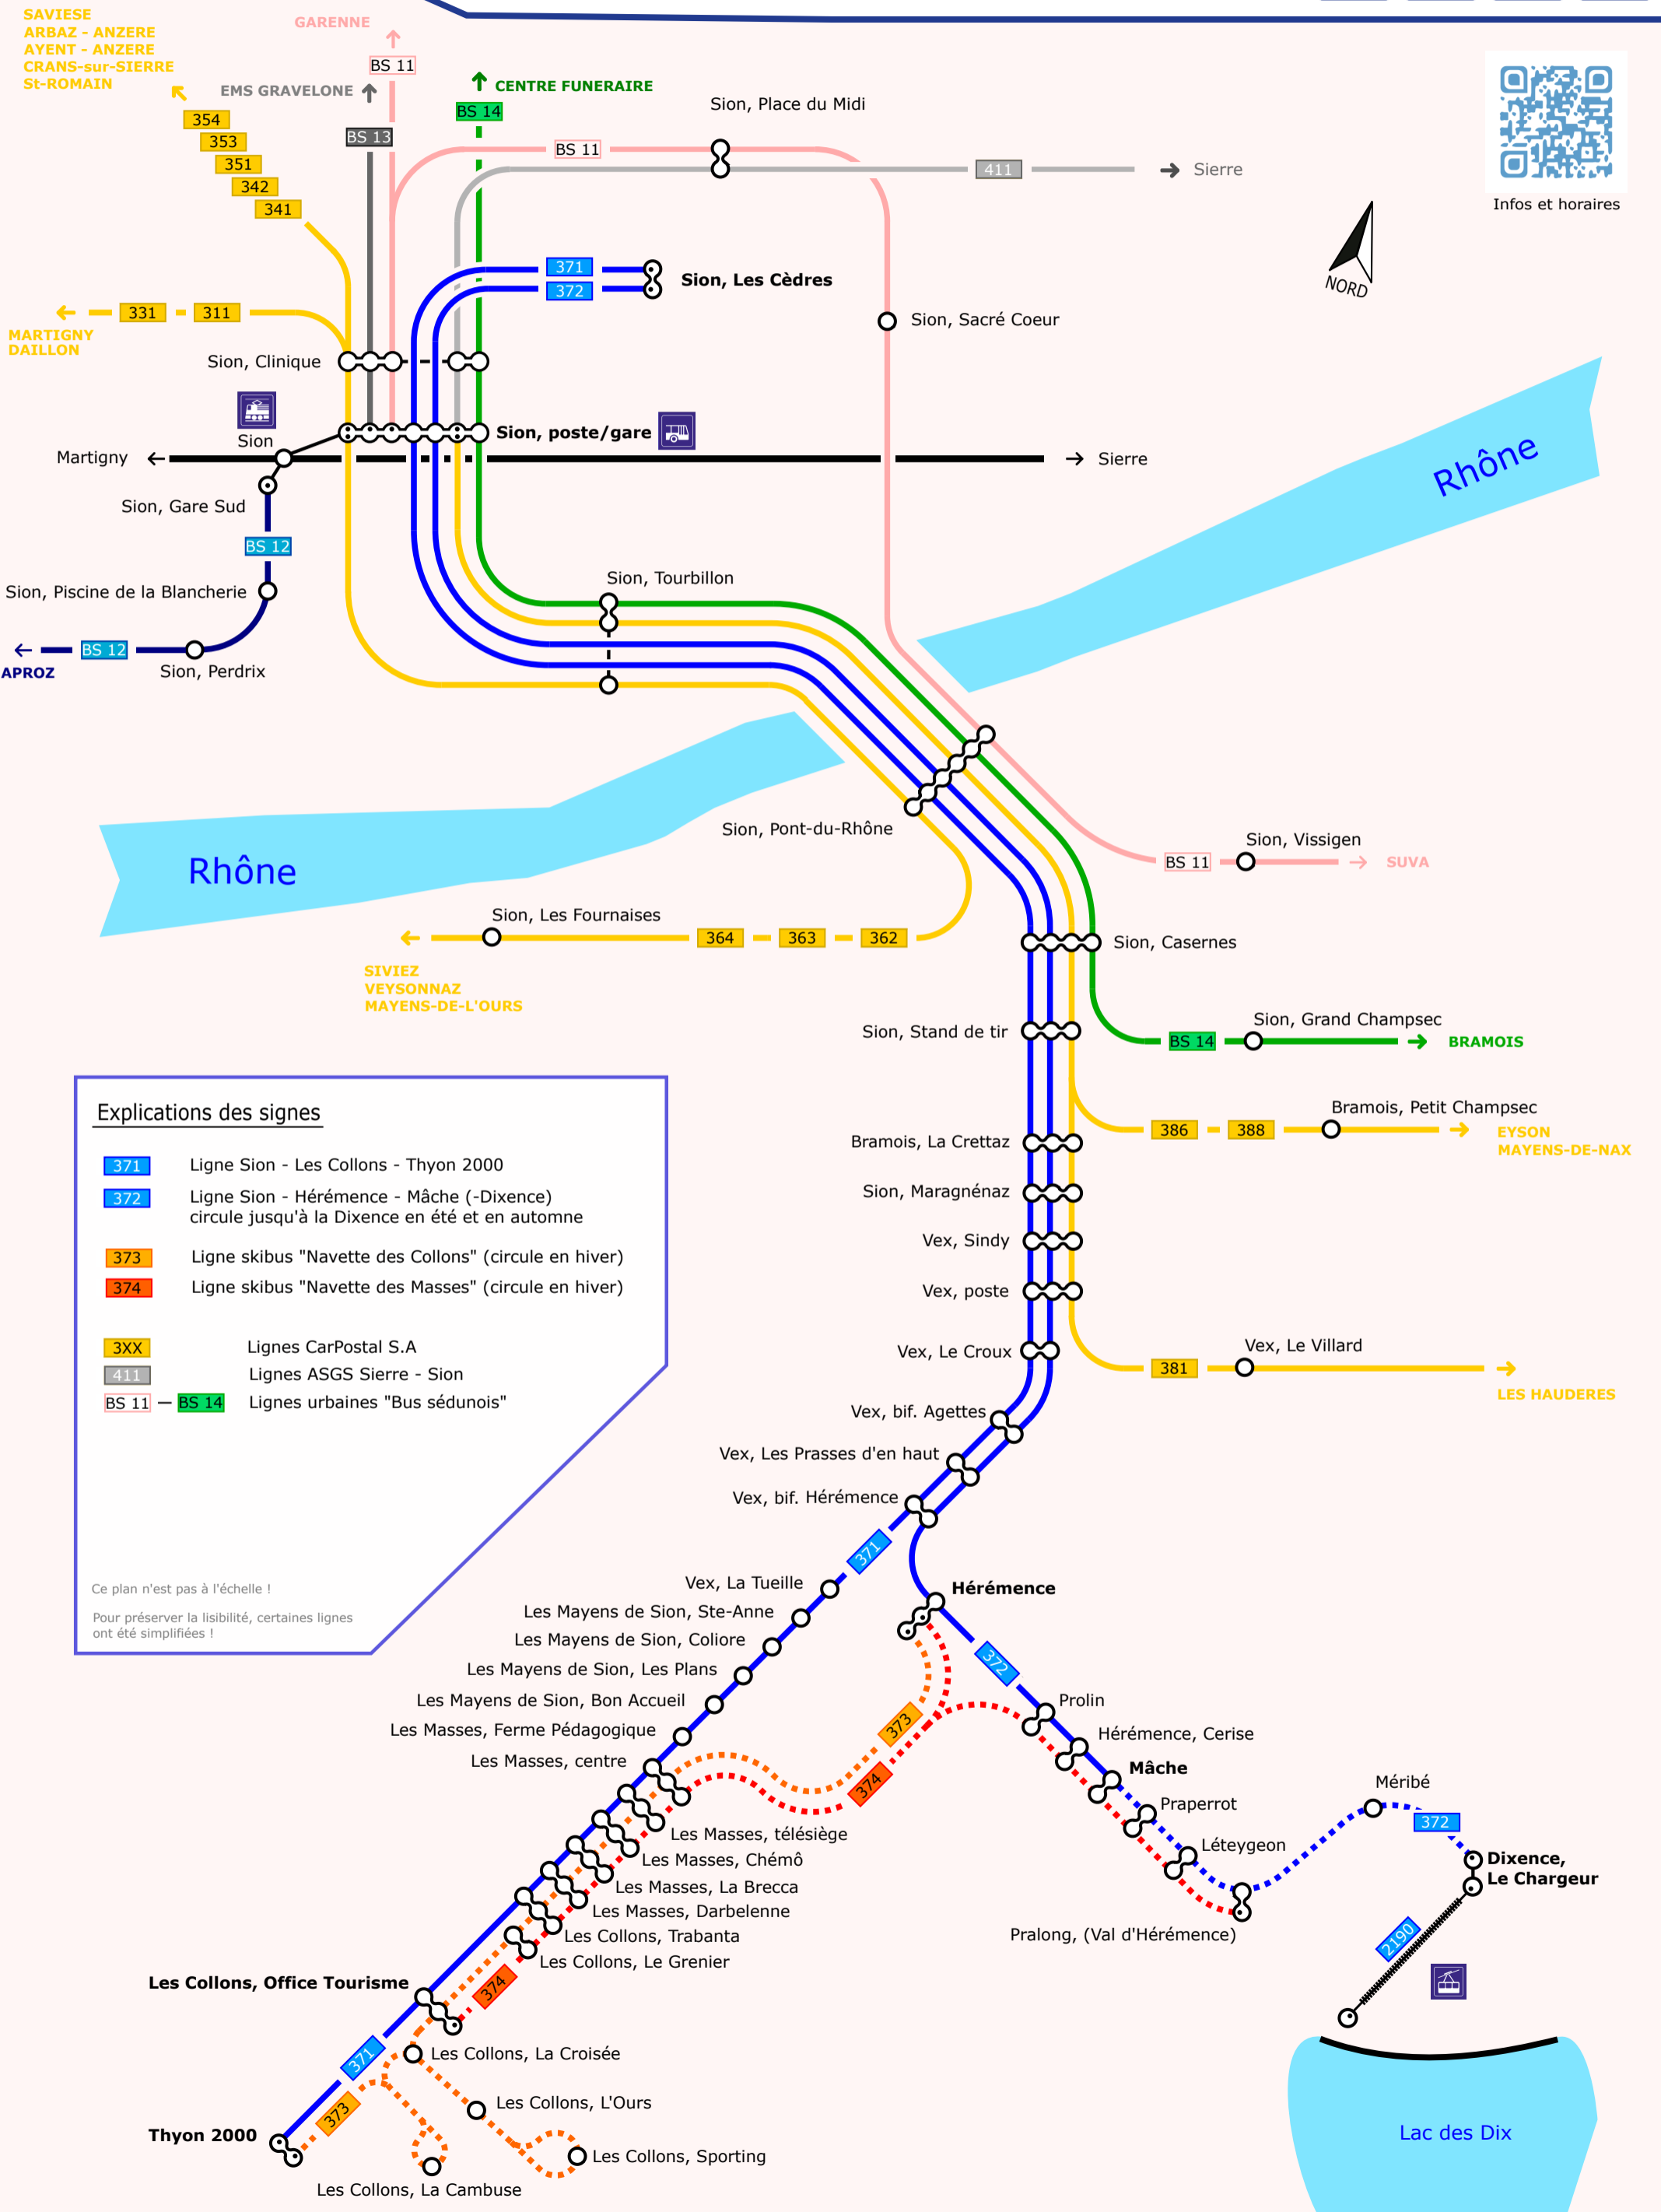 SAVIESE
ARBAZ - ANZERE
AYENT - ANZERE
CRANS-sur-SIERRE
St-ROMAIN
GARENNE
BS 11
EMS GRAVELONE
CENTRE FUNERAIRE
BS 14
BS 13
354
353
351
342
341
Sion, Place du Midi
BS 11
411
Sierre
Infos et horaires
NORD
371
372
Sion, Les Cèdres
331
311
MARTIGNY
DAILLON
Sion, Sacré Coeur
Sion, Clinique
Sion
Sion, poste/gare
Martigny
Sierre
Sion, Gare Sud
BS 12
Sion, Piscine de la Blancherie
BS 12
APROZ
Sion, Perdrix
Sion, Tourbillon
Rhône
Rhône
Sion, Pont-du-Rhône
Sion, Vissigen
BS 11
SUVA
Sion, Les Fournaises
364
363
362
SIVIEZ
VEYSONNAZ
MAYENS-DE-L'OURS
Sion, Casernes
Sion, Stand de tir
Sion, Grand Champsec
BS 14
BRAMOIS
Bramois, Petit Champsec
386
388
EYSON
MAYENS-DE-NAX
Bramois, La Crettaz
Sion, Maragnénaz
Vex, Sindy
Vex, poste
Vex, Le Croux
Vex, Le Villard
381
LES HAUDERES
Vex, bif. Agettes
Vex, Les Prasses d'en haut
Vex, bif. Hérémence
Explications des signes
371 Ligne Sion - Les Collons - Thyon 2000
372 Ligne Sion - Hérémence - Mâche (-Dixence)
circule jusqu'à la Dixence en été et en automne
373 Ligne skibus "Navette des Collons" (circule en hiver)
374 Ligne skibus "Navette des Masses" (circule en hiver)
3XX Lignes CarPostal S.A
411 Lignes ASGS Sierre - Sion
BS 11 – BS 14 Lignes urbaines "Bus sédunois"
Ce plan n'est pas à l'échelle !
Pour préserver la lisibilité, certaines lignes
ont été simplifiées !
371
Vex, La Tueille
Les Mayens de Sion, Ste-Anne
Les Mayens de Sion, Coliore
Les Mayens de Sion, Les Plans
Les Mayens de Sion, Bon Accueil
Les Masses, Ferme Pédagogique
Les Masses, centre
Hérémence
372
373
374
Prolin
Hérémence, Cerise
Mâche
Praperrot
Léteygeon
Méribé
372
Dixence,
Le Chargeur
Pralong, (Val d'Hérémence)
2190
Les Masses, télésiège
Les Masses, Chémô
Les Masses, La Brecca
Les Masses, Darbelenne
Les Collons, Trabanta
Les Collons, Le Grenier
374
Les Collons, Office Tourisme
371
Les Collons, La Croisée
373
Les Collons, L'Ours
Thyon 2000
Les Collons, Sporting
Les Collons, La Cambuse
Lac des Dix